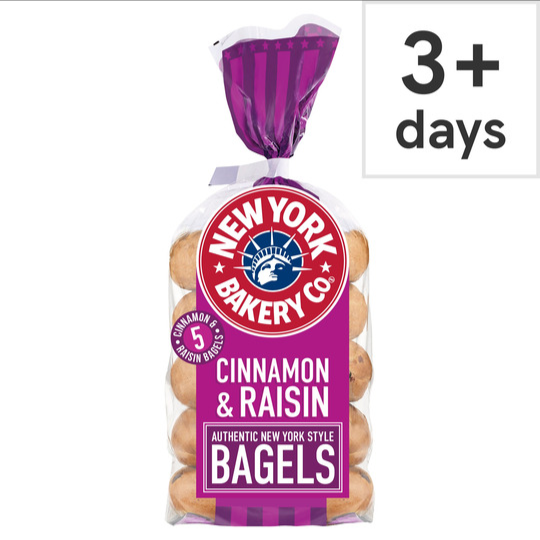 3+
days
NEW YORK
BAKERY CO
CINNAMON &
5
RAISIN BAGELS
CINNAMON
& RAISIN
AUTHENTIC NEW YORK STYLE
BAGELS